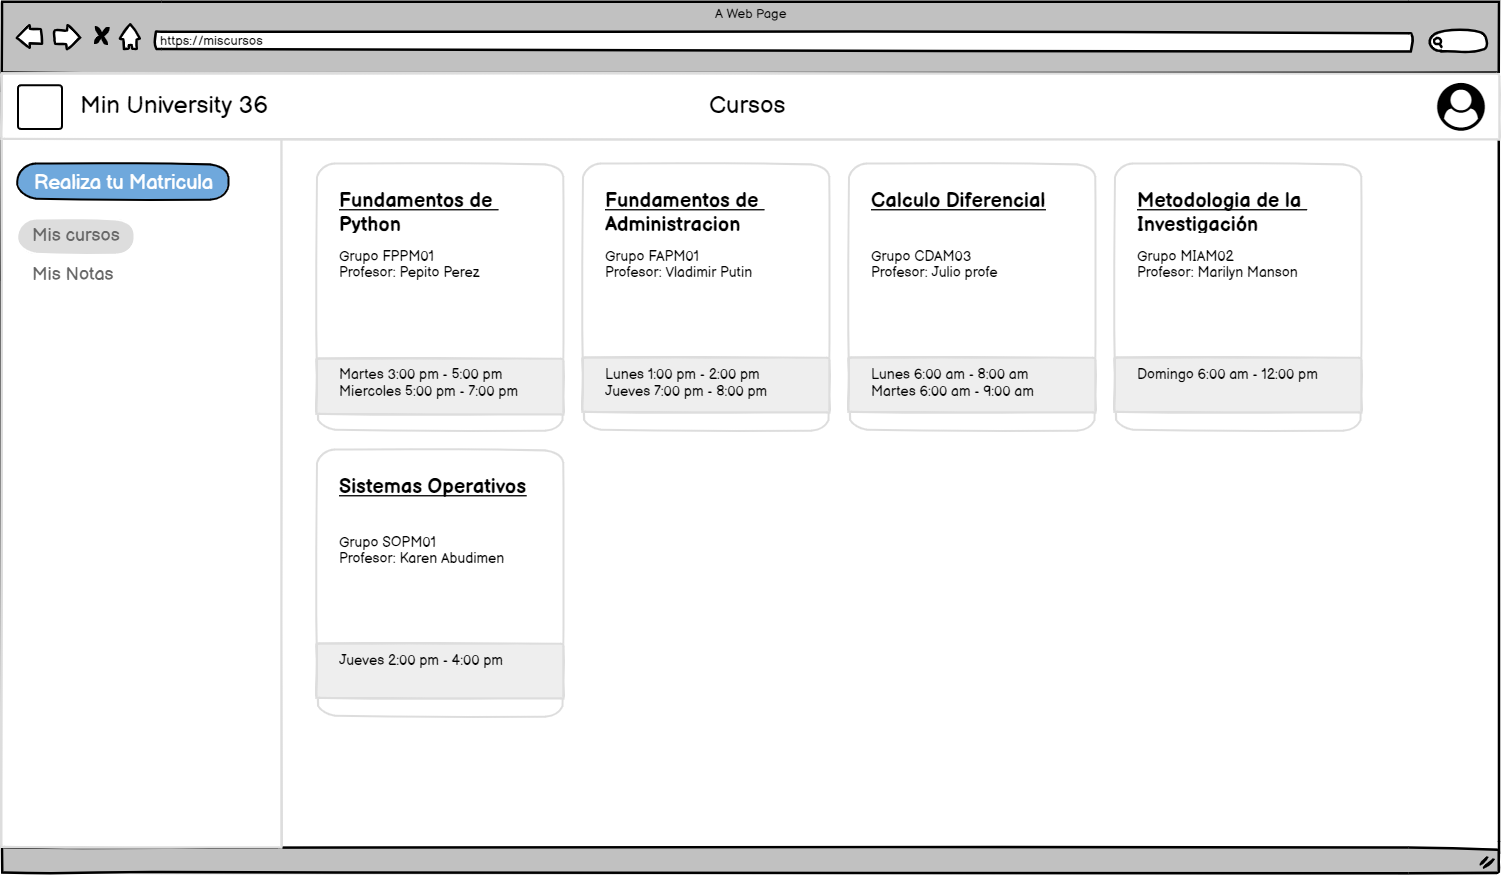 A Web Page
https://miscursos
Min University 36
Cursos
Realiza tu Matricula
Mis cursos
Mis Notas
Fundamentos de
Python
Grupo FPPM01
Profesor: Pepito Perez
Martes 3:00 pm - 5:00 pm
Miercoles 5:00 pm - 7:00 pm
Fundamentos de
Administracion
Grupo FAPM01
Profesor: Vladimir Putin
Lunes 1:00 pm - 2:00 pm
Jueves 7:00 pm - 8:00 pm
Calculo Diferencial
Grupo CDAM03
Profesor: Julio profe
Lunes 6:00 am - 8:00 am
Martes 6:00 am - 9:00 am
Metodologia de la
Investigación
Grupo MIAM02
Profesor: Marilyn Manson
Domingo 6:00 am - 12:00 pm
Sistemas Operativos
Grupo SOPM01
Profesor: Karen Abudimen
Jueves 2:00 pm - 4:00 pm